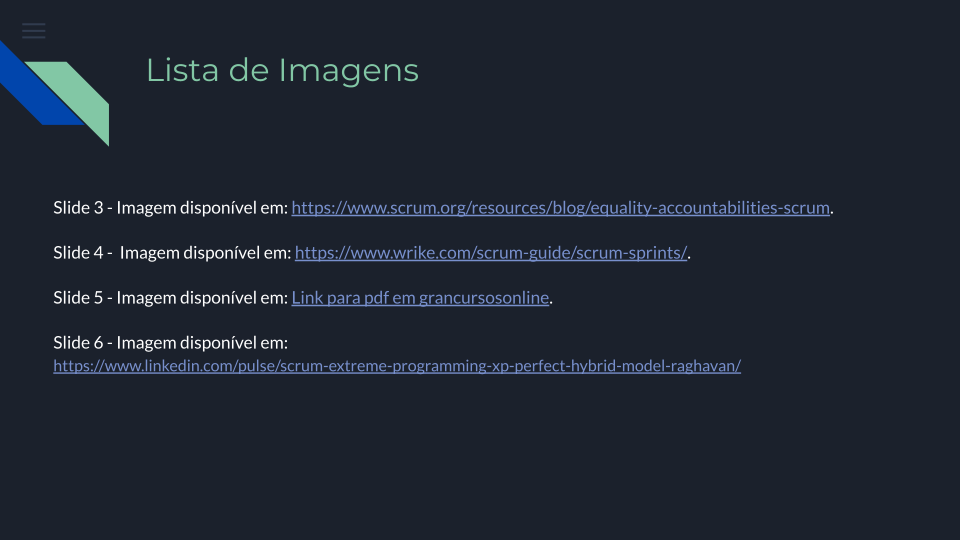 Lista de Imagens
Slide 3 - Imagem disponível em: https://www.scrum.org/resources/blog/equality-accountabilities-scrum.
Slide 4 -  Imagem disponível em: https://www.wrike.com/scrum-guide/scrum-sprints/.
Slide 5 - Imagem disponível em: Link para pdf em grancursosonline.
Slide 6 - Imagem disponível em:
https://www.linkedin.com/pulse/scrum-extreme-programming-xp-perfect-hybrid-model-raghavan/